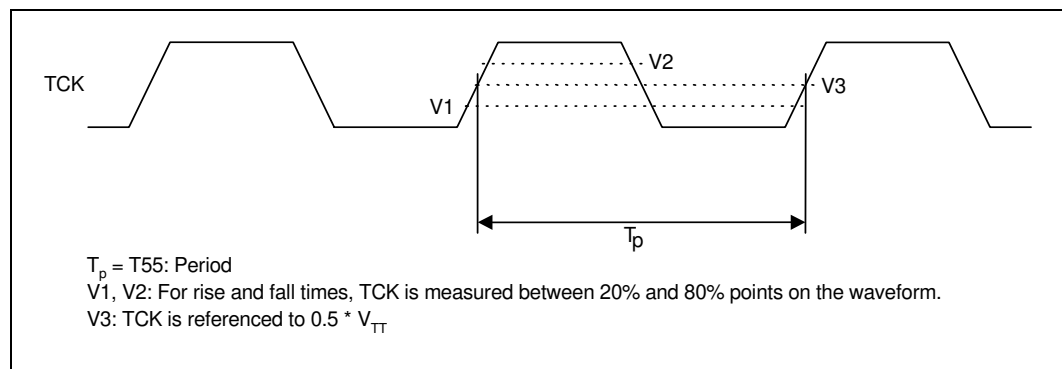 TCK
V2
V3
V1
Tp
Tp = T55: Period
V1, V2: For rise and fall times, TCK is measured between 20% and 80% points on the waveform.
V3: TCK is referenced to 0.5 * VTT